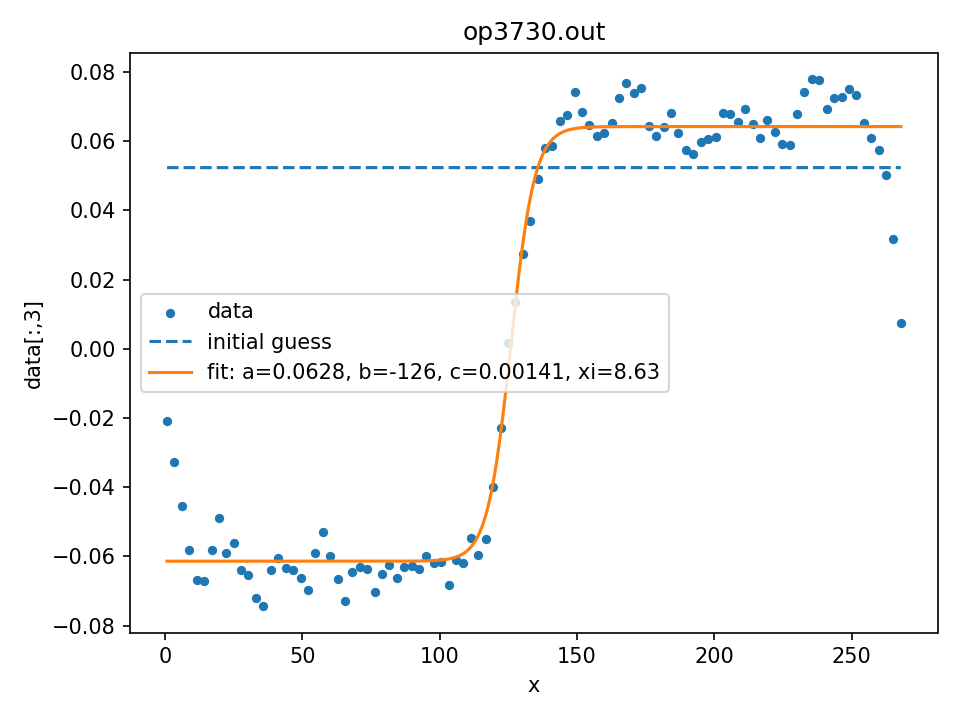 op3730.out
0.08
0.06
0.04
0.02
0.00
−0.02
−0.04
−0.06
−0.08
data[:,3]
data
initial guess
fit: a=0.0628, b=-126, c=0.00141, xi=8.63
0 50 100 150 200 250
x